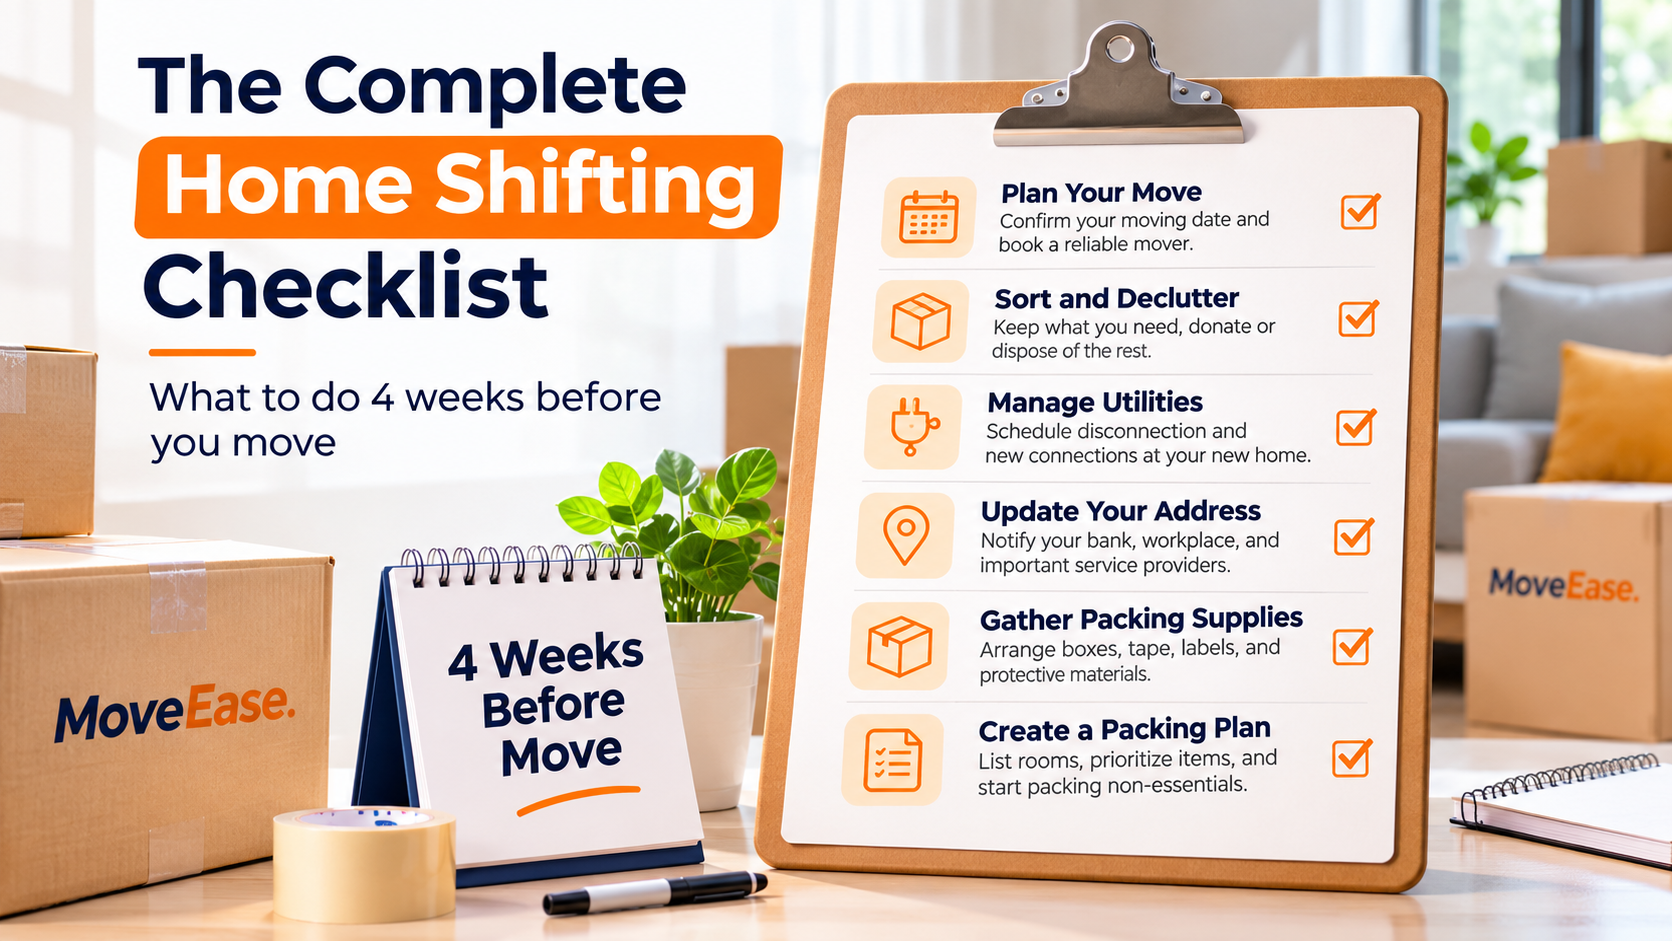 The Complete
Home Shifting
Checklist
What to do 4 weeks before
you move
MoveEase.
4 Weeks
Before
Move
Plan Your Move
Confirm your moving date and
book a reliable mover.
Sort and Declutter
Keep what you need, donate or
dispose of the rest.
Manage Utilities
Schedule disconnection and
new connections at your new home.
Update Your Address
Notify your bank, workplace, and
important service providers.
Gather Packing Supplies
Arrange boxes, tape, labels, and
protective materials.
Create a Packing Plan
List rooms, prioritize items, and
start packing non-essentials.
MoveEase.